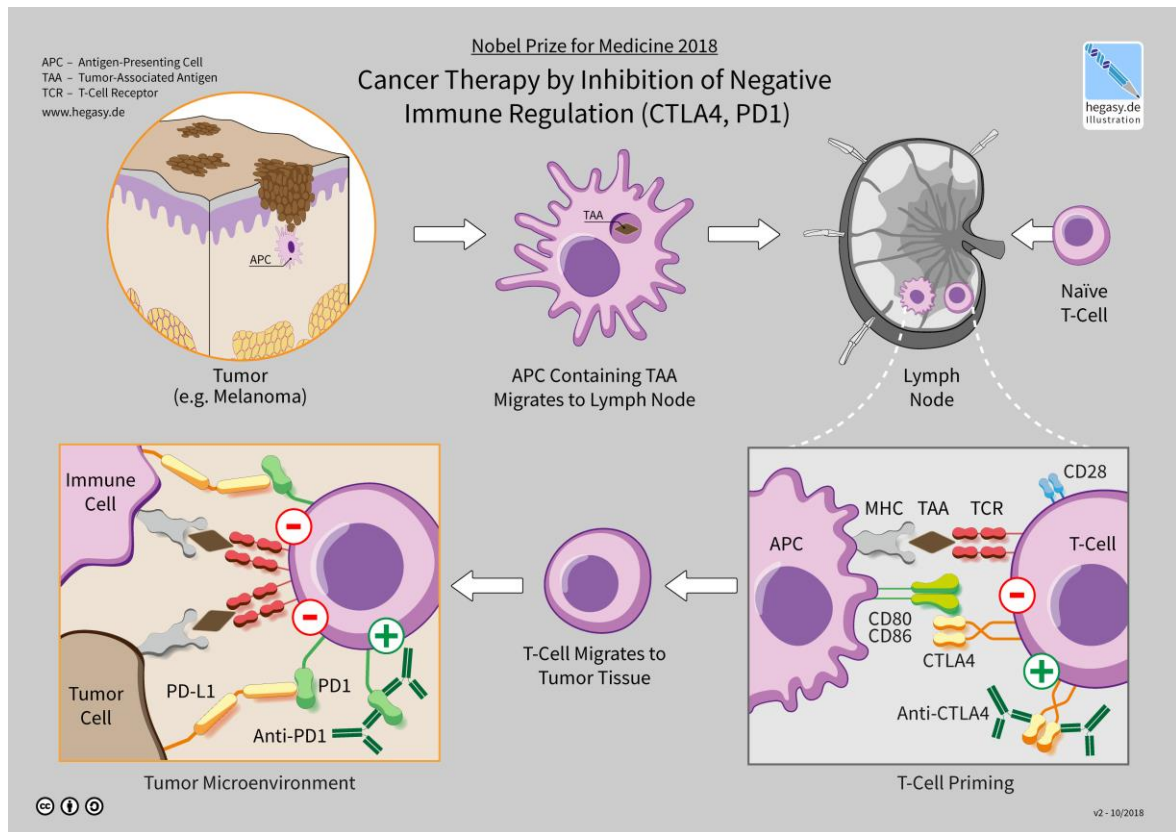 APC – Antigen-Presenting Cell
TAA – Tumor-Associated Antigen
TCR – T-Cell Receptor
www.hegasy.de
Nobel Prize for Medicine 2018
Cancer Therapy by Inhibition of Negative
Immune Regulation (CTLA4, PD1)
hegasy.de
Illustration
APC
Tumor
(e.g. Melanoma)
TAA
APC Containing TAA
Migrates to Lymph Node
Lymph
Node
Naïve
T-Cell
Immune
Cell
Tumor
Cell
PD-L1
PD1
Anti-PD1
Tumor Microenvironment
T-Cell Migrates to
Tumor Tissue
CD28
MHC
TAA
TCR
APC
T-Cell
CD80
CD86
CTLA4
Anti-CTLA4
T-Cell Priming
cc
v2 - 10/2018